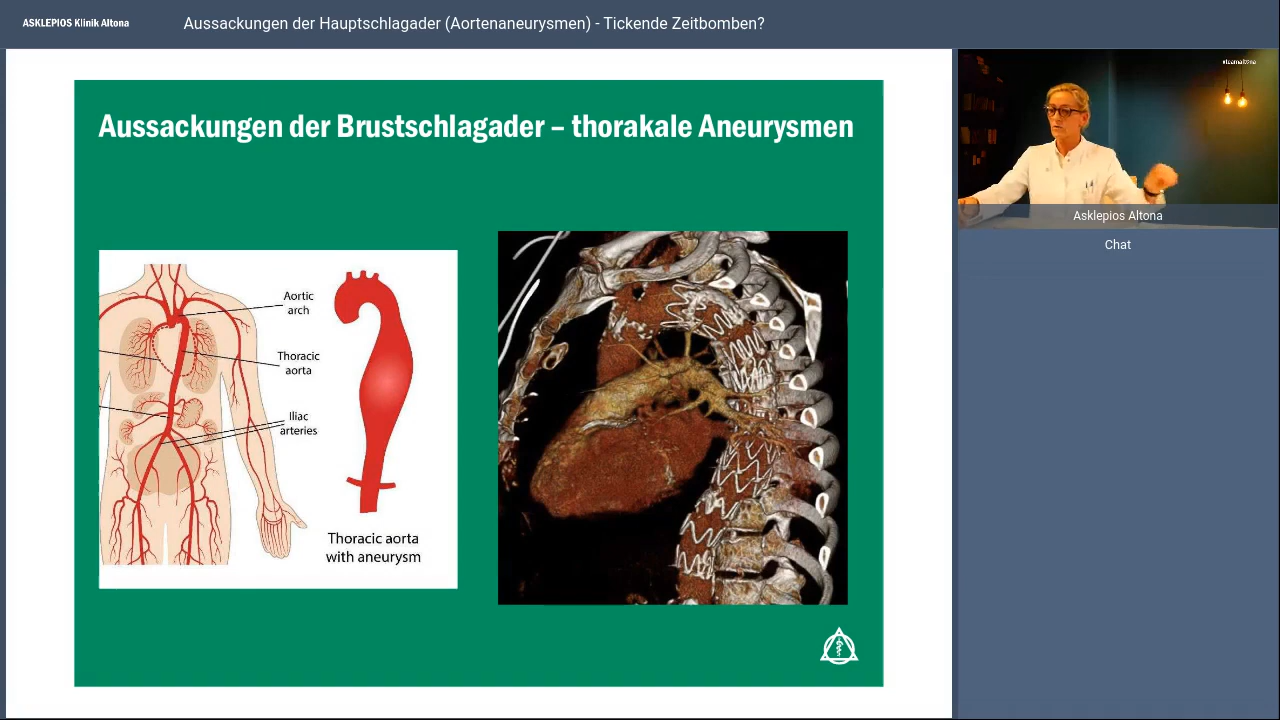 ASKLEPIOS Klinik Altona
Aussackungen der Hauptschlagader (Aortenaneurysmen) - Tickende Zeitbomben?
Aussackungen der Brustschlagader – thorakale Aneurysmen
Aortic
arch
Thoracic
aorta
Iliac
arteries
Thoracic aorta
with aneurysm
#teamaltona
Asklepios Altona
Chat